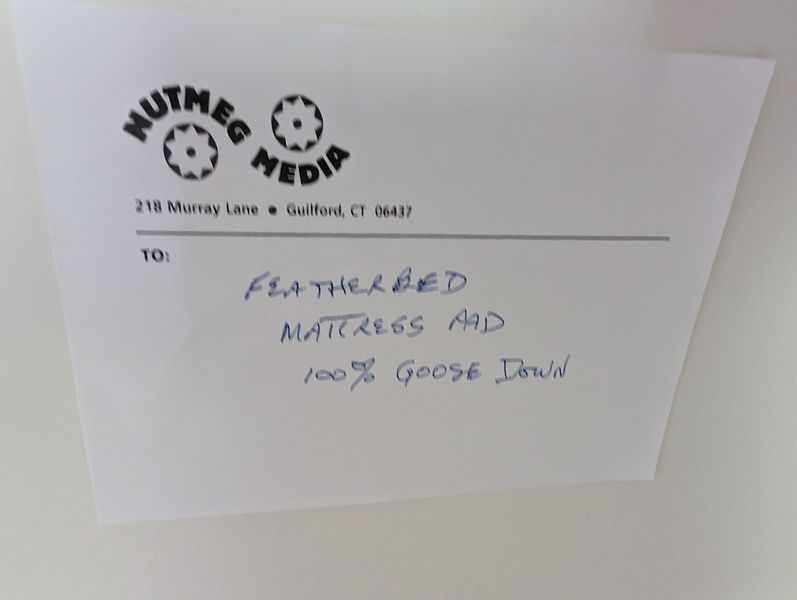 NUTMEG
MEDIA
218 Murray Lane • Guilford, CT 06437
TO:
FEATHERBED
MATTRESS PAD
100% GOOSE DOWN